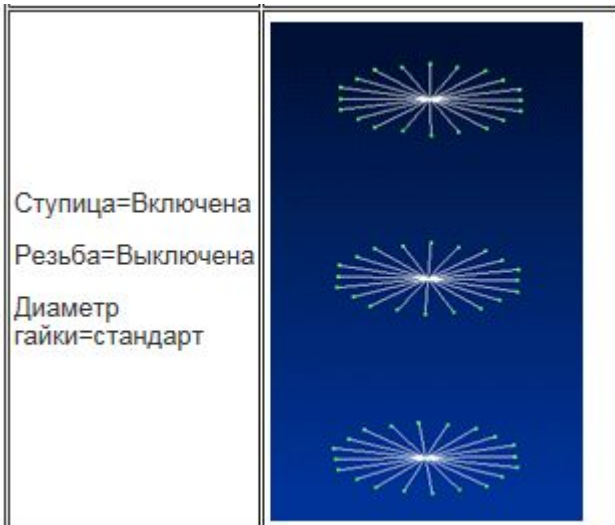 Ступица=Включена
Резьба=Выключена
Диаметр
гайки=стандарт